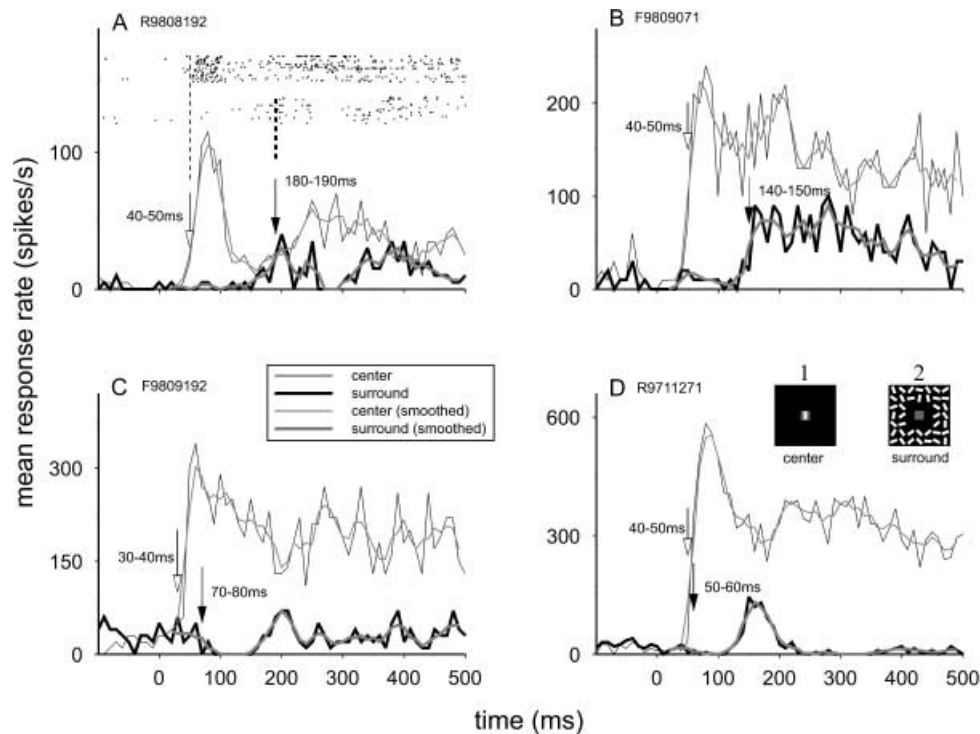 A R9808192
100
0
40-50ms
180-190ms
B F9809071
200
100
0
40-50ms
140-150ms
mean response rate (spikes/s)
C F9809192
center
surround
center (smoothed)
surround (smoothed)
300
150
0
30-40ms
70-80ms
0 100 200 300 400 500
D R9711271
1 2
center surround
600
300
0
40-50ms
50-60ms
0 100 200 300 400 500
time (ms)